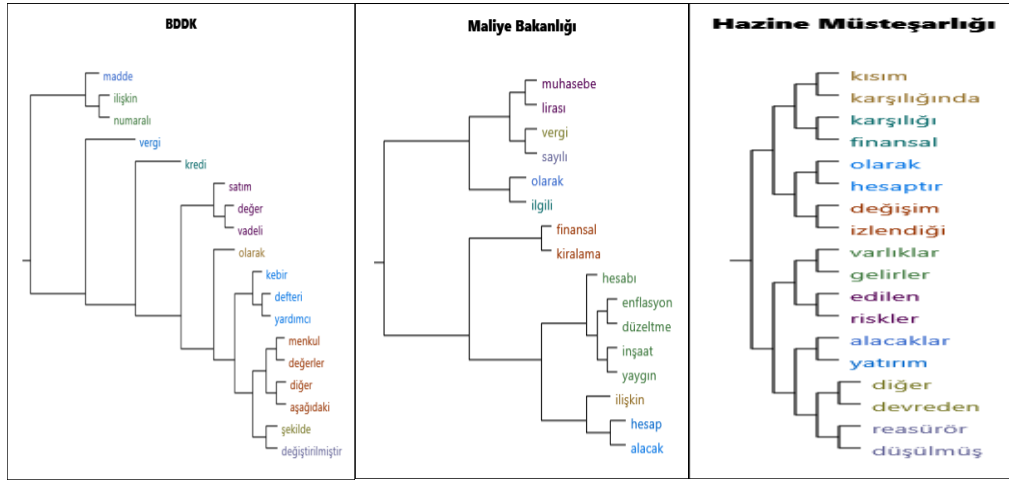 BDDK
madde
ilişkin
numaralı
vergi
kredi
satım
değer
vadeli
olarak
kebir
defteri
yardımcı
menkul
değerler
diğer
aşağıdaki
şekilde
değiştirilmiştir
Maliye Bakanlığı
muhasebe
lirası
vergi
sayılı
olarak
ilgili
finansal
kiralama
hesabı
enflasyon
düzeltme
inşaat
yaygın
ilişkin
hesap
alacak
Hazine Müsteşarlığı
kısım
karşılığında
karşılığı
finansal
olarak
hesaptır
değişim
izlendiği
varlıklar
gelirler
edilen
riskler
alacaklar
yatırım
diğer
devreden
reasürör
düşülmüş